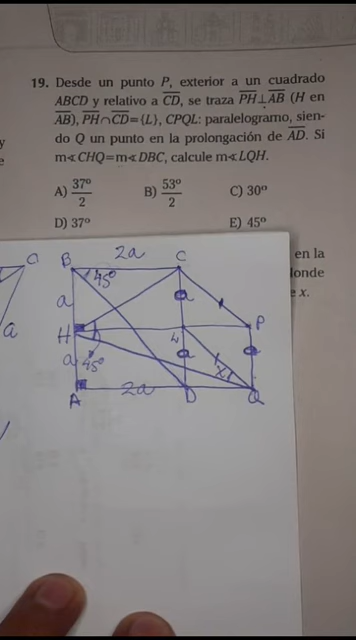 19. Desde un punto P, exterior a un cuadrado
ABCD y relativo a CD, se traza PH⊥AB (H en
AB), PH∩CD={L}, CPQL: paralelogramo, sien-
do Q un punto en la prolongación de AD. Si
m∢CHQ=m∢DBC, calcule m∢LQH.
A) 37°/2 B) 53°/2 C) 30°
D) 37° E) 45°
en la
donde
e x.
B 2a C
45°
a a
H L P
a 45° a a
x
A 2a D Q
a